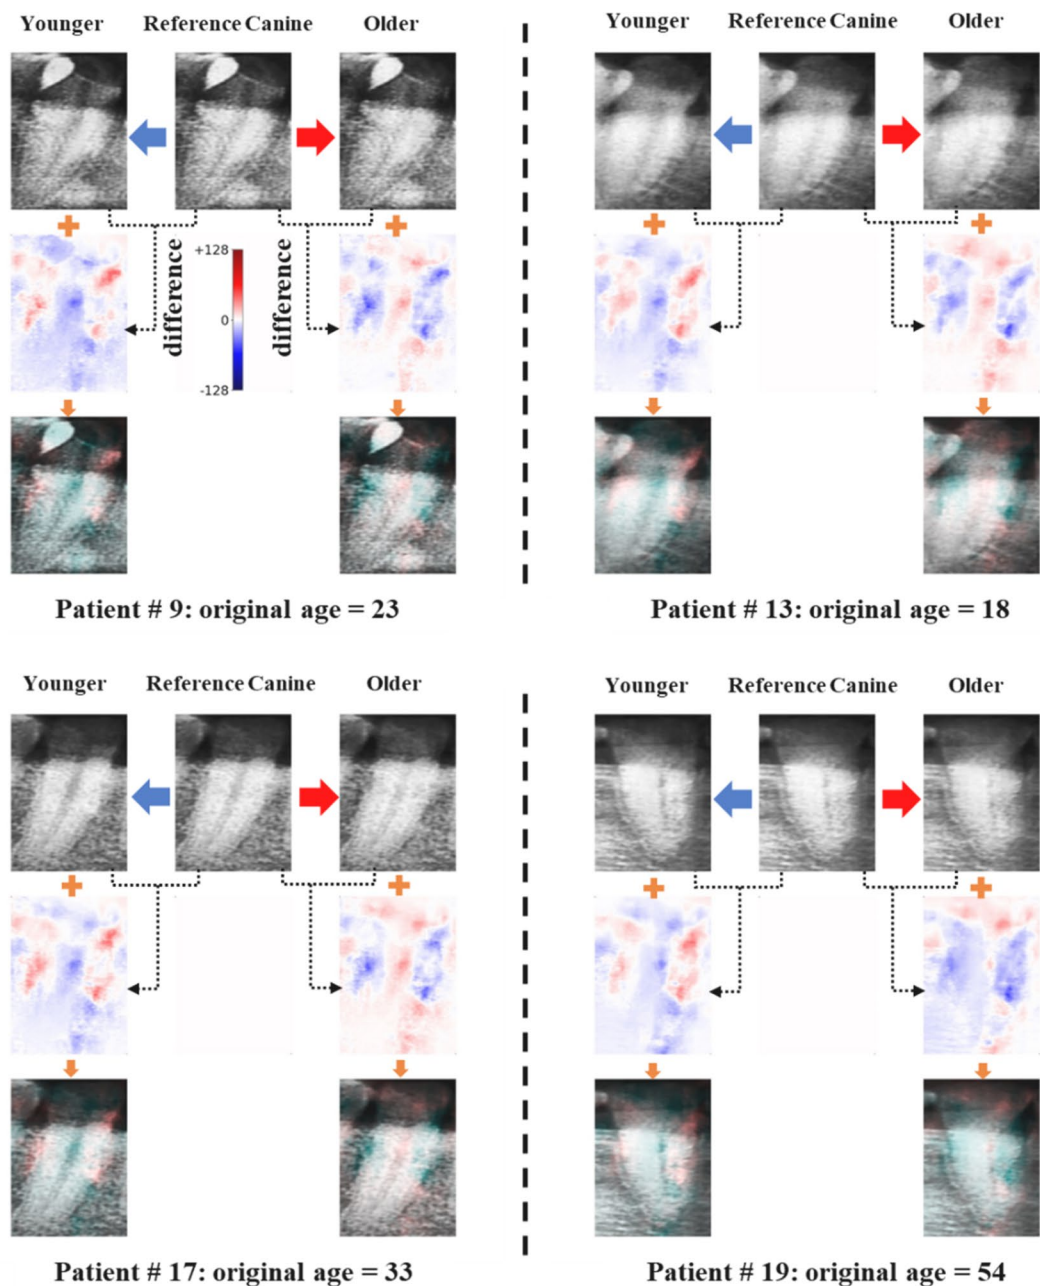 Younger Reference Canine Older
Younger Reference Canine Older
difference
+128
0
-128
difference
Patient # 9: original age = 23
Patient # 13: original age = 18
Younger Reference Canine Older
Younger Reference Canine Older
Patient # 17: original age = 33
Patient # 19: original age = 54